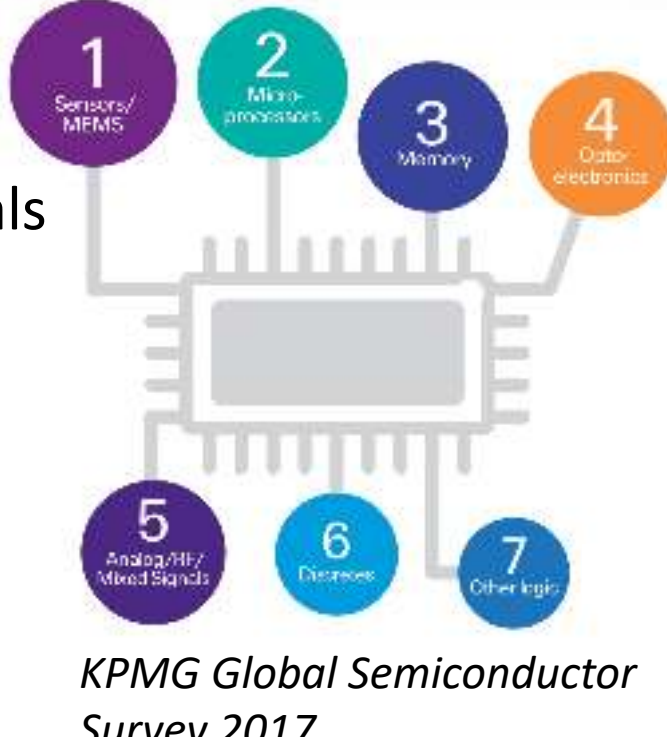 1
Sensors/
MEMS
2
Micro-
processors
3
Memory
4
Opto-
electronics
als
5
Analog/RF/
Mixed Signals
6
Discretes
7
Other logic
KPMG Global Semiconductor
Survey 2017